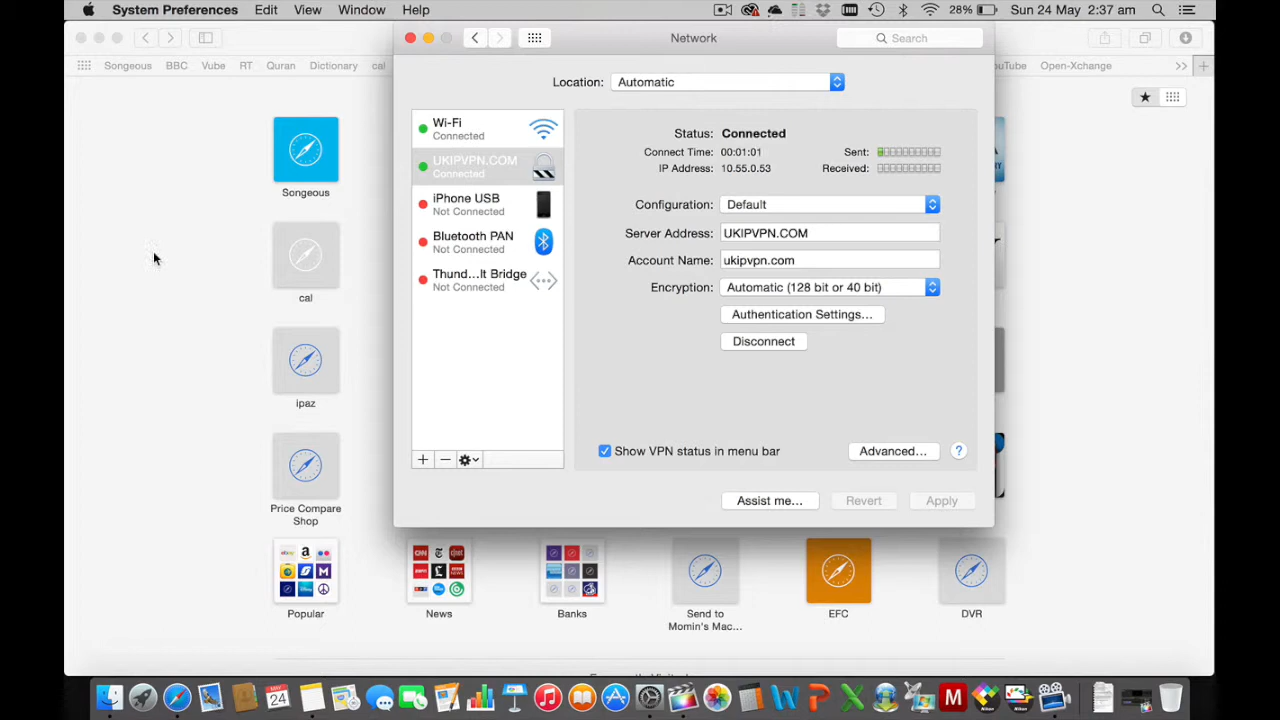 System Preferences Edit View Window Help 28% Sun 24 May 2:37 am
Network
Search
Songeous BBC Vube RT Quran Dictionary cal
Open-Xchange
Location: Automatic
Wi-Fi
Connected
UKIPVPN.COM
Connected
iPhone USB
Not Connected
Bluetooth PAN
Not Connected
Thund...lt Bridge
Not Connected
Status: Connected
Connect Time: 00:01:01
Sent:
IP Address: 10.55.0.53
Received:
Configuration: Default
Server Address: UKIPVPN.COM
Account Name: ukipvpn.com
Encryption: Automatic (128 bit or 40 bit)
Authentication Settings...
Disconnect
Show VPN status in menu bar
Advanced...
?
Assist me...
Revert
Apply
Songeous
cal
ipaz
Price Compare
Shop
Popular
News
Banks
Send to
Momin's Mac...
EFC
DVR